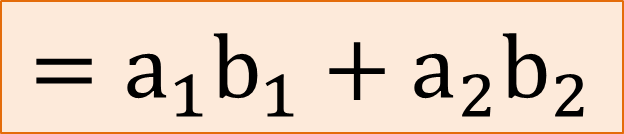 = a₁b₁ + a₂b₂